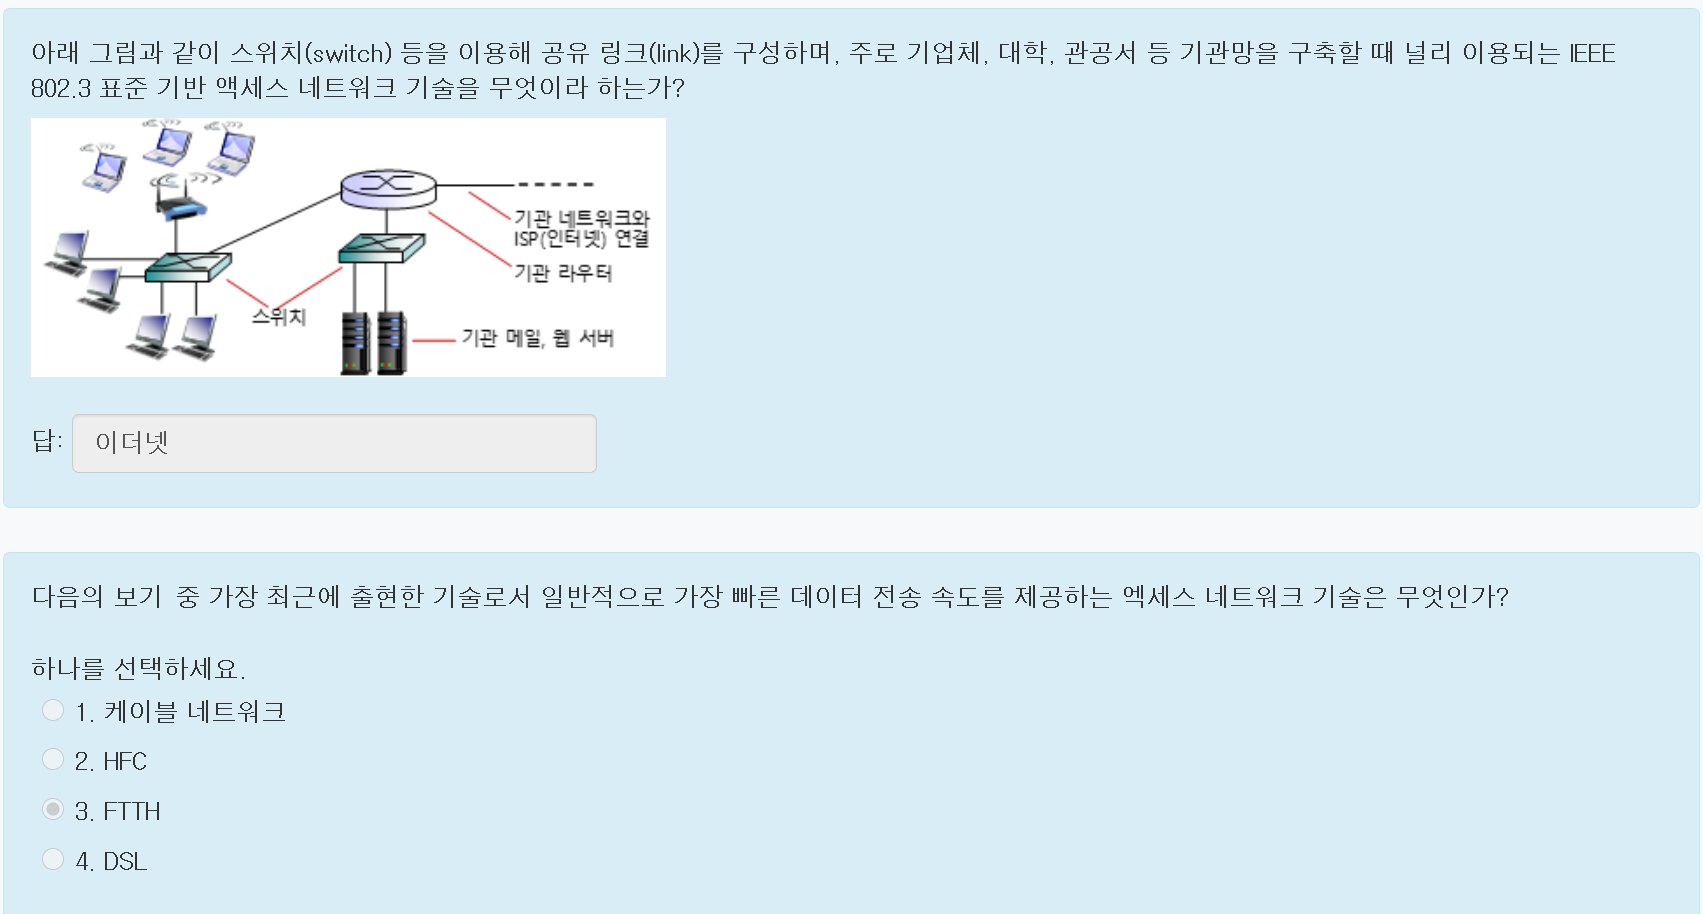 아래 그림과 같이 스위치(switch) 등을 이용해 공유 링크(link)를 구성하며, 주로 기업체, 대학, 관공서 등 기관망을 구축할 때 널리 이용되는 IEEE
802.3 표준 기반 액세스 네트워크 기술을 무엇이라 하는가?
기관 네트워크와
ISP(인터넷) 연결
기관 라우터
스위치
기관 메일, 웹 서버
답: 이더넷
다음의 보기 중 가장 최근에 출현한 기술로서 일반적으로 가장 빠른 데이터 전송 속도를 제공하는 엑세스 네트워크 기술은 무엇인가?
하나를 선택하세요.
1. 케이블 네트워크
2. HFC
3. FTTH
4. DSL